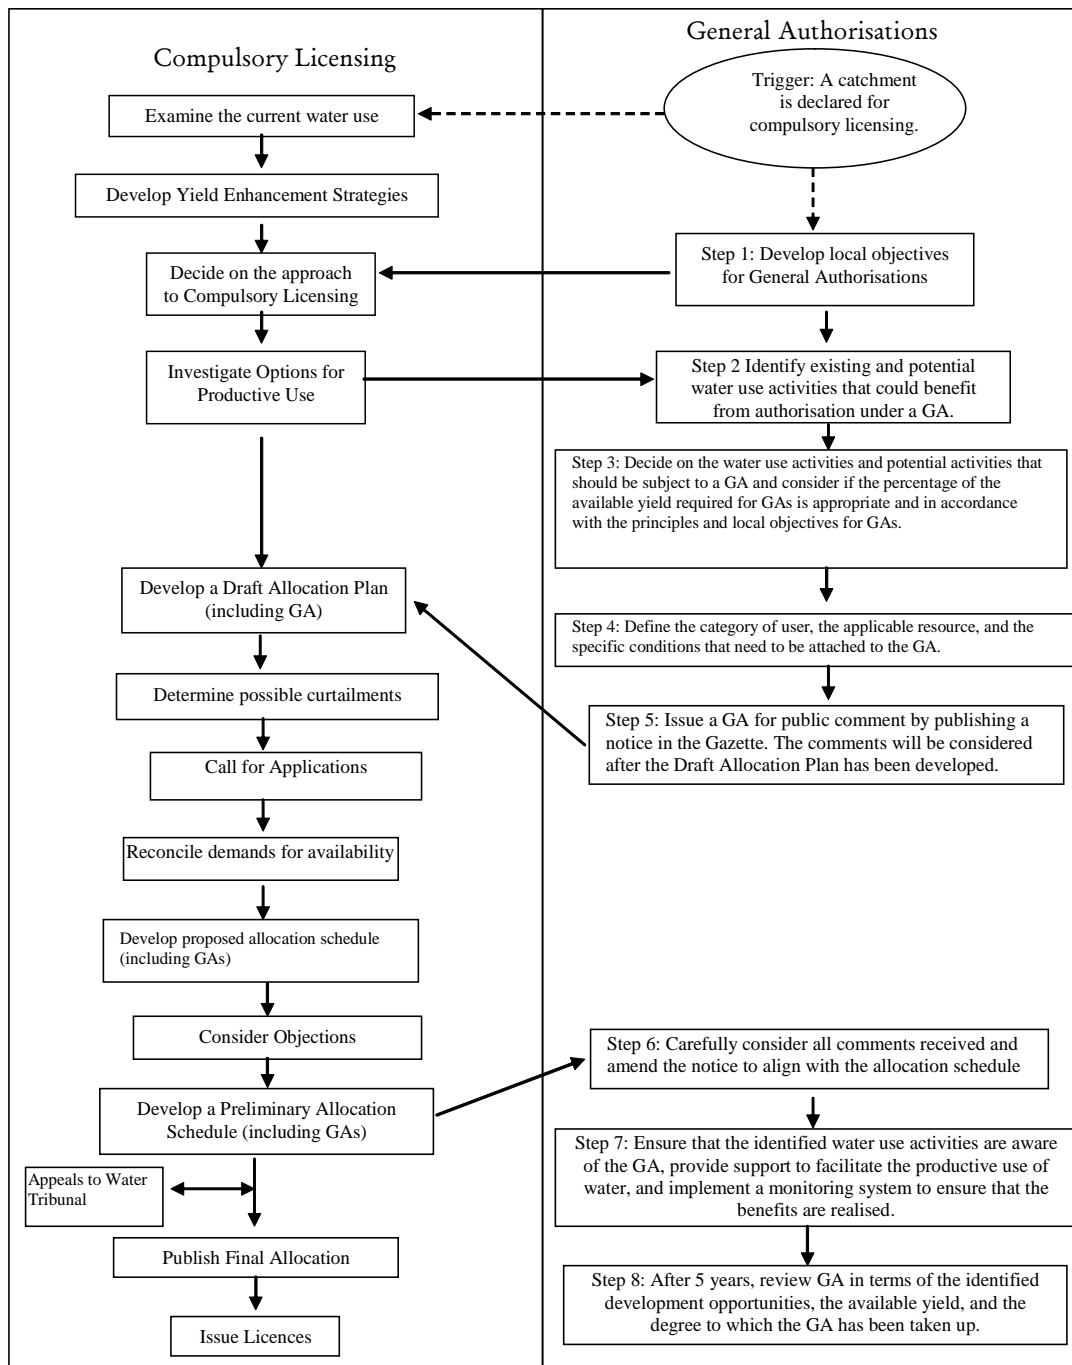 Compulsory Licensing
Examine the current water use
Develop Yield Enhancement Strategies
Decide on the approach
to Compulsory Licensing
Investigate Options for
Productive Use
Develop a Draft Allocation Plan
(including GA)
Determine possible curtailments
Call for Applications
Reconcile demands for availability
Develop proposed allocation schedule
(including GAs)
Consider Objections
Develop a Preliminary Allocation
Schedule (including GAs)
Appeals to Water
Tribunal
Publish Final Allocation
Issue Licences
General Authorisations
Trigger: A catchment
is declared for
compulsory licensing.
Step 1: Develop local objectives
for General Authorisations
Step 2 Identify existing and potential
water use activities that could benefit
from authorisation under a GA.
Step 3: Decide on the water use activities and potential activities that
should be subject to a GA and consider if the percentage of the
available yield required for GAs is appropriate and in accordance
with the principles and local objectives for GAs.
Step 4: Define the category of user, the applicable resource, and the
specific conditions that need to be attached to the GA.
Step 5: Issue a GA for public comment by publishing a
notice in the Gazette. The comments will be considered
after the Draft Allocation Plan has been developed.
Step 6: Carefully consider all comments received and
amend the notice to align with the allocation schedule
Step 7: Ensure that the identified water use activities are aware
of the GA, provide support to facilitate the productive use of
water, and implement a monitoring system to ensure that the
benefits are realised.
Step 8: After 5 years, review GA in terms of the identified
development opportunities, the available yield, and the
degree to which the GA has been taken up.